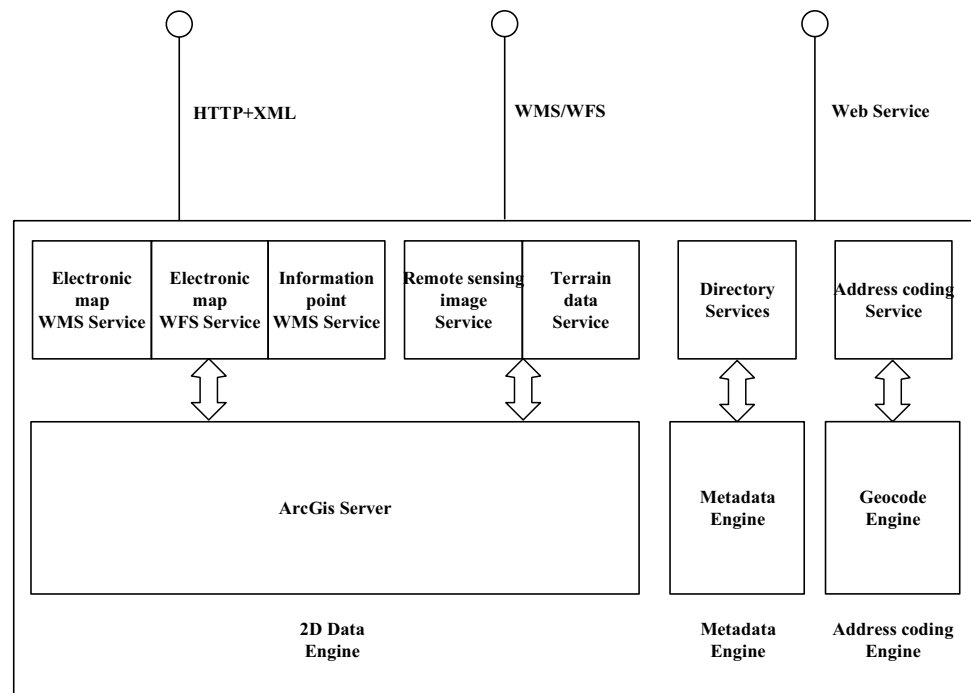 HTTP+XML
WMS/WFS
Web Service
Electronic
map
WMS Service
Electronic
map
WFS Service
Information
point
WMS Service
Remote sensing
image
Service
Terrain
data
Service
Directory
Services
Address coding
Service
ArcGis Server
Metadata
Engine
Geocode
Engine
2D Data
Engine
Metadata
Engine
Address coding
Engine